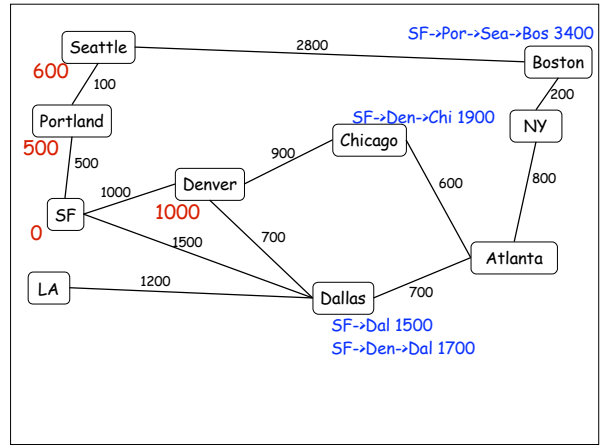 SF->Por->Sea->Bos 3400
Seattle
2800
Boston
600
100
200
Portland
SF->Den->Chi 1900
NY
500
Chicago
500
900
Denver
1000
600
800
SF
1000
0
1500
700
Atlanta
LA
1200
Dallas
700
SF->Dal 1500
SF->Den->Dal 1700